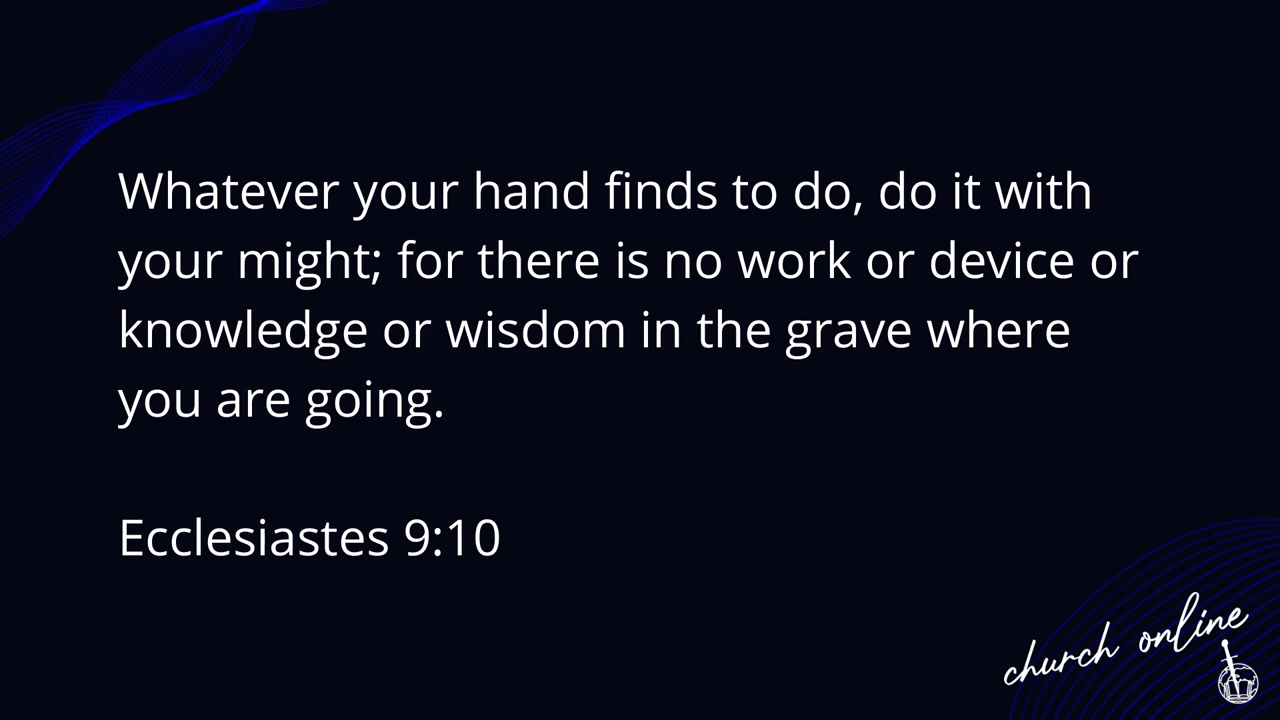 Whatever your hand finds to do, do it with
your might; for there is no work or device or
knowledge or wisdom in the grave where
you are going.
Ecclesiastes 9:10
church online